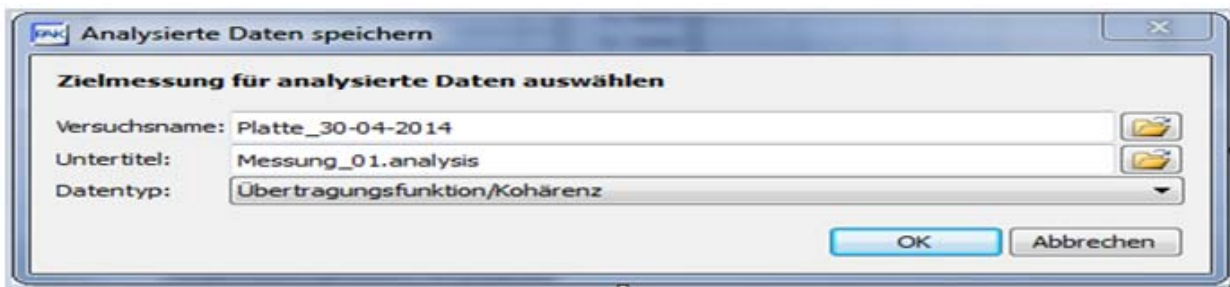 PAK Analysierte Daten speichern
Zielmessung für analysierte Daten auswählen
Versuchsname: Platte_30-04-2014
Untertitel: Messung_01.analysis
Datentyp: Übertragungsfunktion/Kohärenz
OK Abbrechen